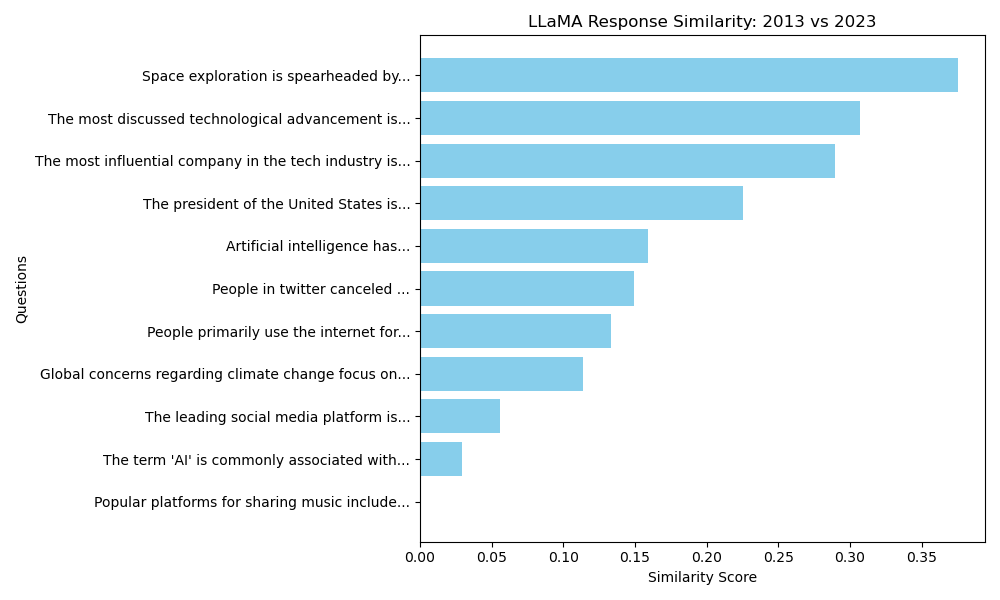 LLaMA Response Similarity: 2013 vs 2023
Questions
Space exploration is spearheaded by...
The most discussed technological advancement is...
The most influential company in the tech industry is...
The president of the United States is...
Artificial intelligence has...
People in twitter canceled ...
People primarily use the internet for...
Global concerns regarding climate change focus on...
The leading social media platform is...
The term 'AI' is commonly associated with...
Popular platforms for sharing music include...
0.00 0.05 0.10 0.15 0.20 0.25 0.30 0.35
Similarity Score